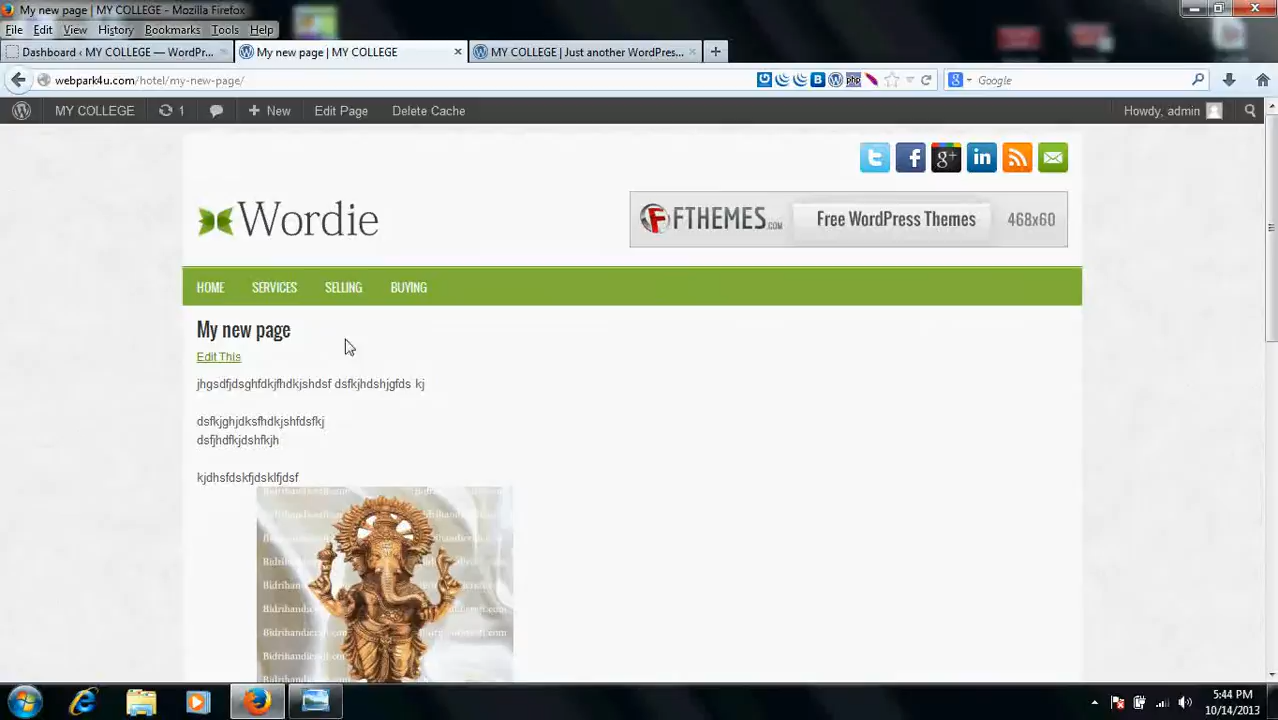 My new page | MY COLLEGE - Mozilla Firefox
File Edit View History Bookmarks Tools Help
Dashboard ‹ MY COLLEGE — WordPr... My new page | MY COLLEGE MY COLLEGE | Just another WordPres...
webpark4u.com/hotel/my-new-page/ Google
MY COLLEGE 1 New Edit Page Delete Cache Howdy, admin
Wordie
FTHEMES.COM Free WordPress Themes 468x60
HOME SERVICES SELLING BUYING
My new page
Edit This
jhgsdfjdsghfdkjfhdkjshdsf dsfkjhdshjgfds kj
dsfkjghjdksfhdkjshfdsfkj
dsfjhdfkjdshfkjh
kjdhsfdskfjdsklfjdsf
Bidrihandicraft.com
5:44 PM
10/14/2013